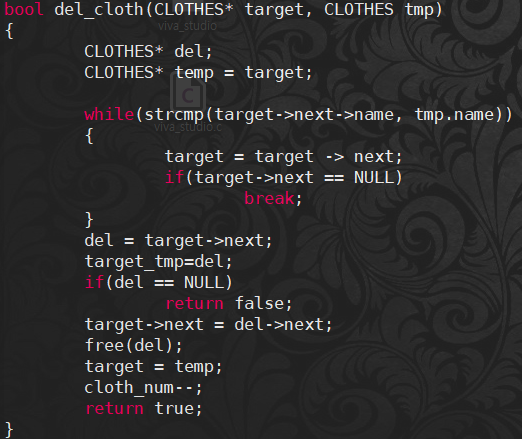 bool del_cloth(CLOTHES* target, CLOTHES tmp)
viva_studio
{
        CLOTHES* del;
        CLOTHES* temp = target;
        while(strcmp(target->next->name, tmp.name))
viva_studio.c
        {
                target = target -> next;
                if(target->next == NULL)
                        break;
        }
        del = target->next;
        target_tmp=del;
        if(del == NULL)
                return false;
        target->next = del->next;
        free(del);
        target = temp;
        cloth_num--;
        return true;
}